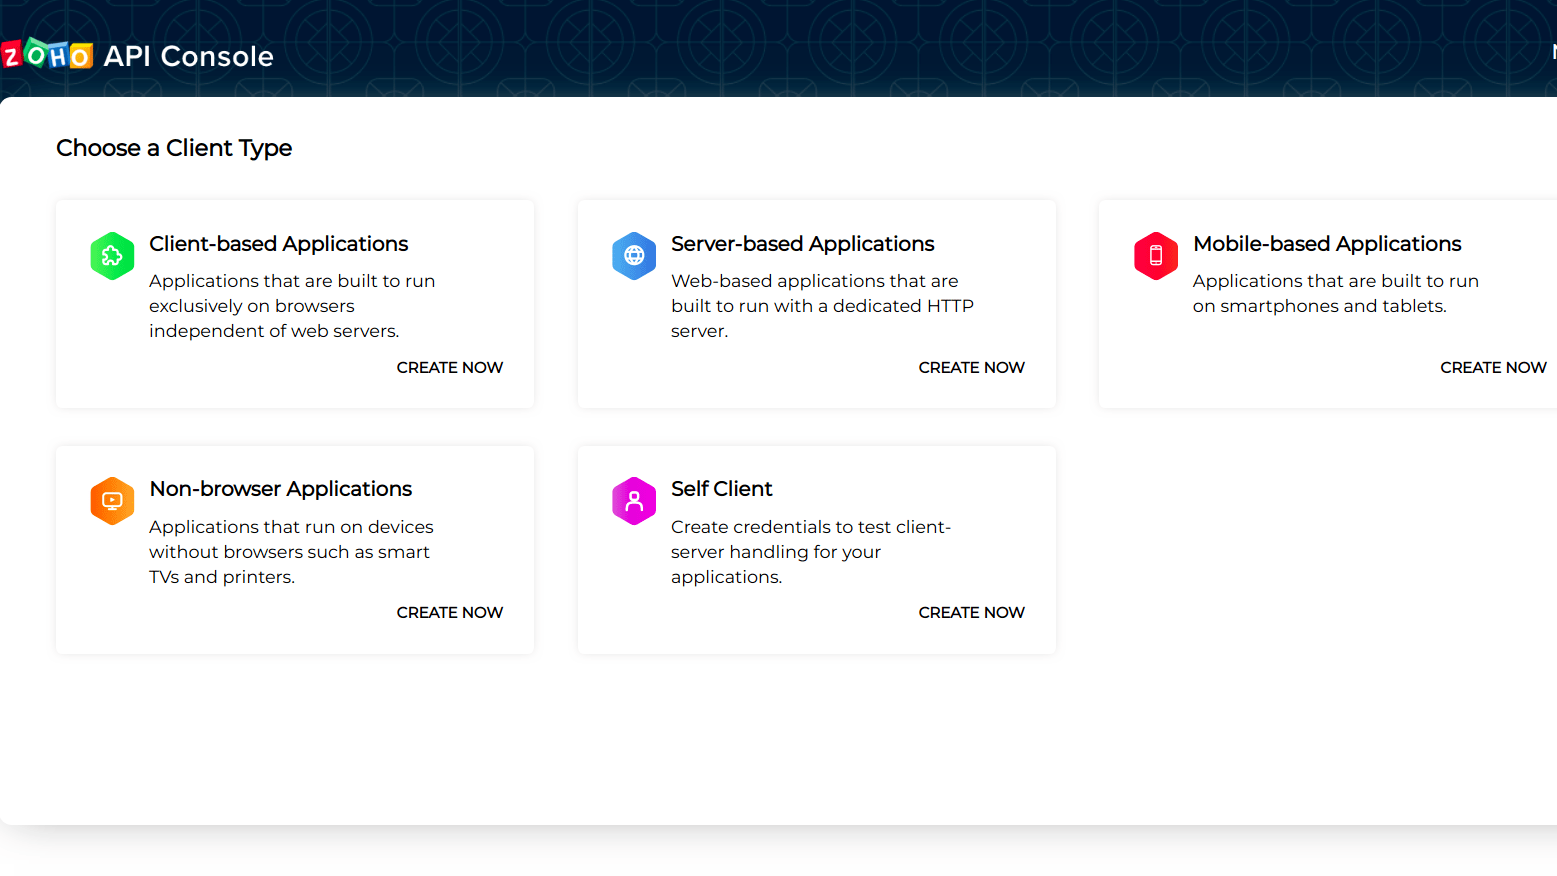 ZOHO API Console
Choose a Client Type
Client-based Applications
Applications that are built to run
exclusively on browsers
independent of web servers.
CREATE NOW
Server-based Applications
Web-based applications that are
built to run with a dedicated HTTP
server.
CREATE NOW
Mobile-based Applications
Applications that are built to run
on smartphones and tablets.
CREATE NOW
Non-browser Applications
Applications that run on devices
without browsers such as smart
TVs and printers.
CREATE NOW
Self Client
Create credentials to test client-
server handling for your
applications.
CREATE NOW